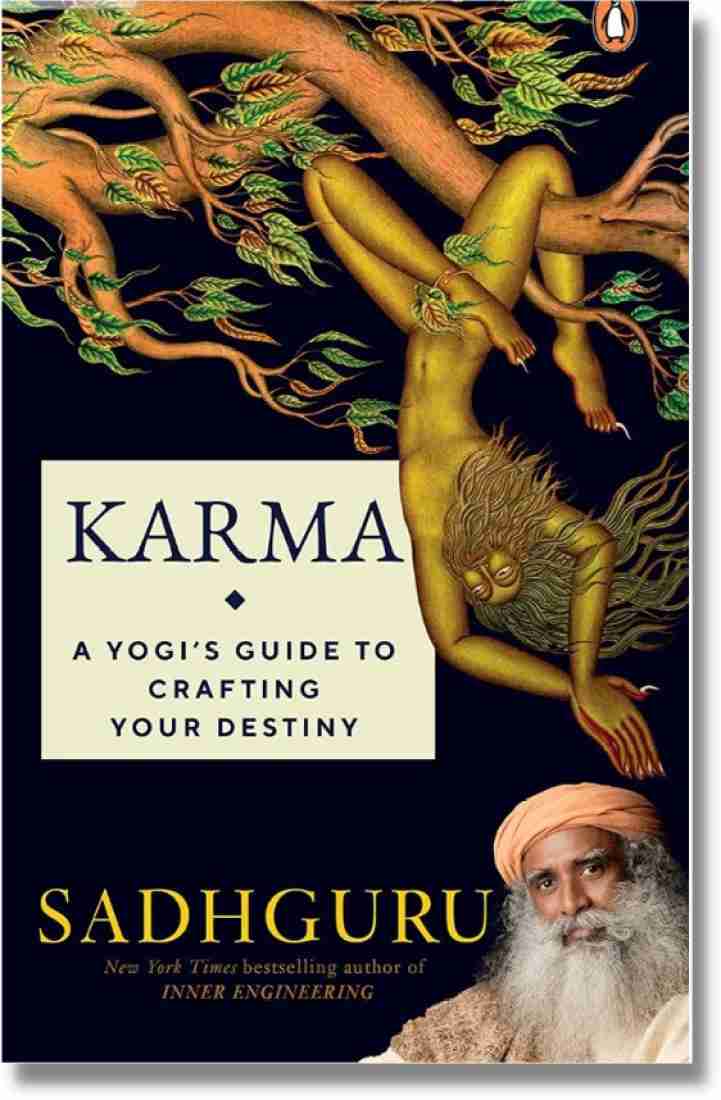 KARMA
A YOGI'S GUIDE TO
CRAFTING
YOUR DESTINY
SADHGURU
New York Times bestselling author of
INNER ENGINEERING